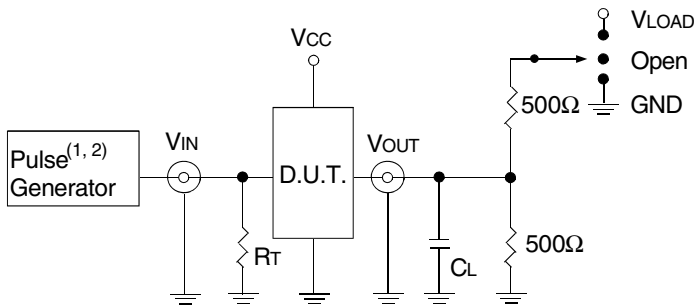 VLOAD
VCC
Open
500Ω
GND
VIN
VOUT
Pulse(1, 2)
Generator
D.U.T.
RT
CL
500Ω